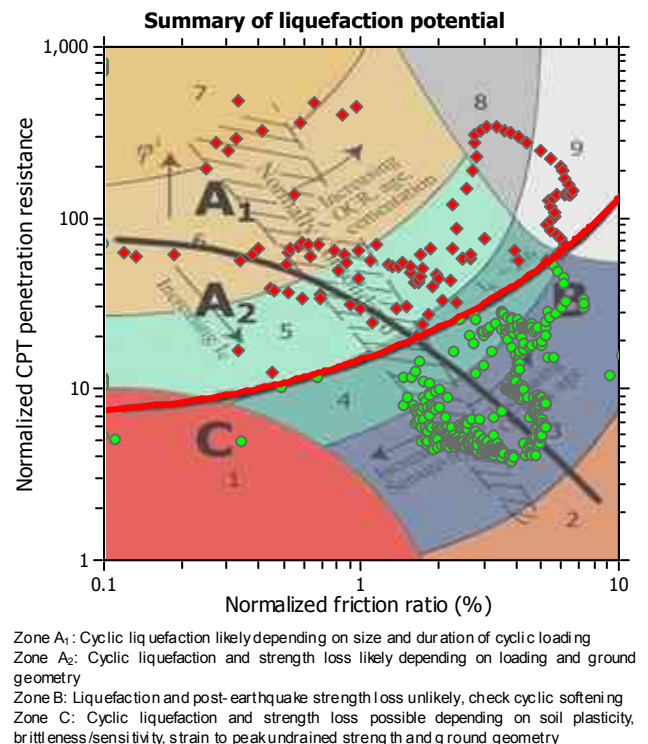 Summary of liquefaction potential
1,000
100
10
1
Normalized CPT penetration resistance
0.1
1
10
Normalized friction ratio (%)
7
8
9
φ'
Increasing
OCR, age,
cementation
A1
6
A2
5
B
4
C
3
1
2
Zone A1: Cyclic liquefaction likely depending on size and duration of cyclic loading
Zone A2: Cyclic liquefaction and strength loss likely depending on loading and ground
geometry
Zone B: Liquefaction and post-earthquake strength loss unlikely, check cyclic softening
Zone C: Cyclic liquefaction and strength loss possible depending on soil plasticity,
brittleness/sensitivity, strain to peak undrained strength and ground geometry